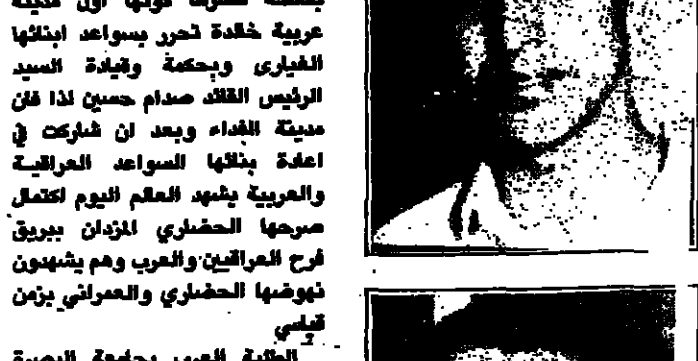 عربية خالدة تحرر بسواعد ابنائها
الغيارى وبحكمة وقيادة السيد
الرئيس القائد صدام حسين لذا فان
مدينة الفداء وبعد ان شاركت في
اعادة بنائها السواعد العراقية
والعربية يشهد العالم اليوم اكتمال
صرحها الحضاري المزدان ببريق
فرح العراقيين والعرب وهم يشهدون
نهوضها الحضاري والعمراني بزمن
قياسي
الطلبة العرب بجامعة البصرة